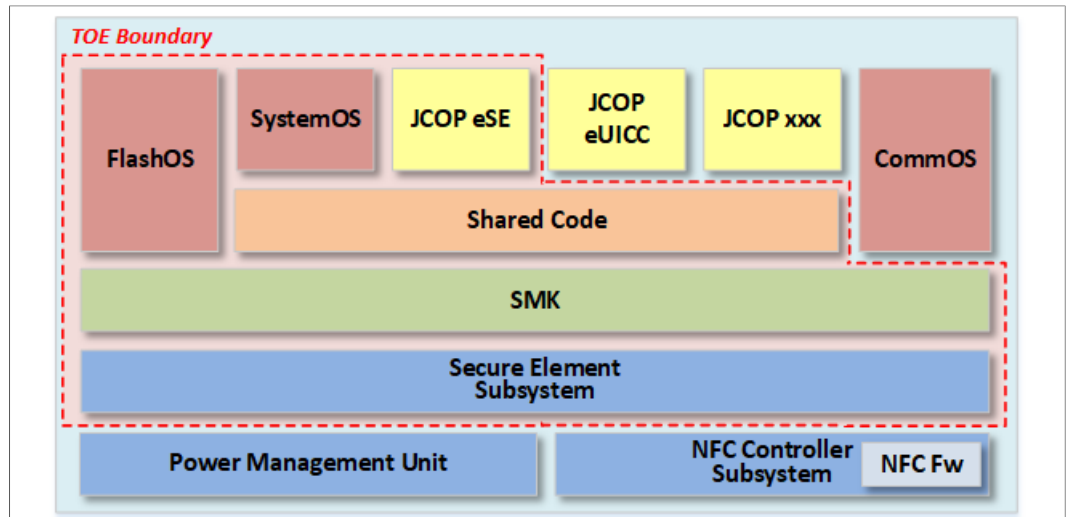 TOE Boundary
FlashOS
SystemOS
JCOP eSE
JCOP
eUICC
JCOP xxx
CommOS
Shared Code
SMK
Secure Element
Subsystem
Power Management Unit
NFC Controller
Subsystem
NFC Fw